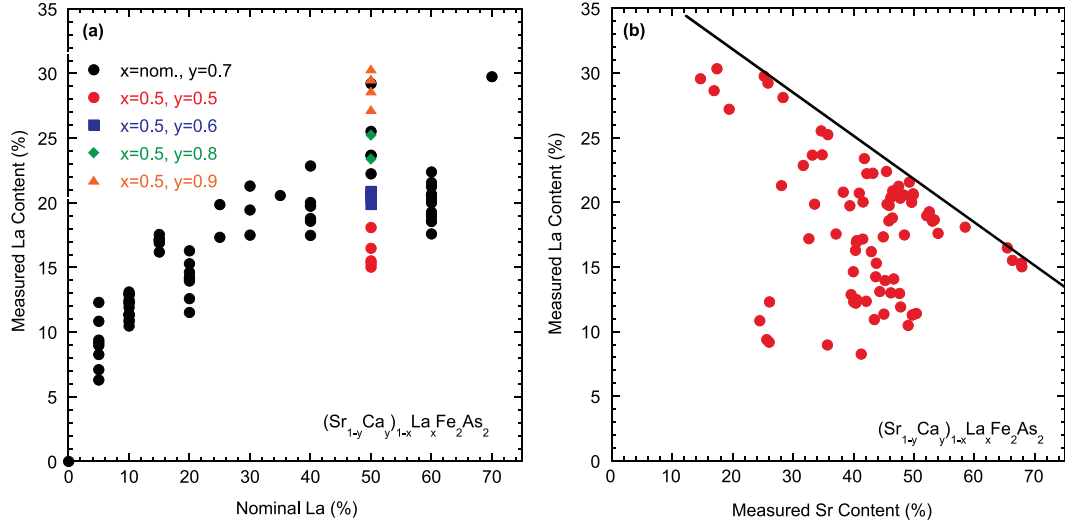 (a)
x=nom., y=0.7
x=0.5, y=0.5
x=0.5, y=0.6
x=0.5, y=0.8
x=0.5, y=0.9
(Sr1-yCay)1-xLaxFe2As2
35
30
25
20
15
10
5
0
0 10 20 30 40 50 60 70
Measured La Content (%)
Nominal La (%)
(b)
(Sr1-yCay)1-xLaxFe2As2
35
30
25
20
15
10
5
0
0 10 20 30 40 50 60 70
Measured La Content (%)
Measured Sr Content (%)